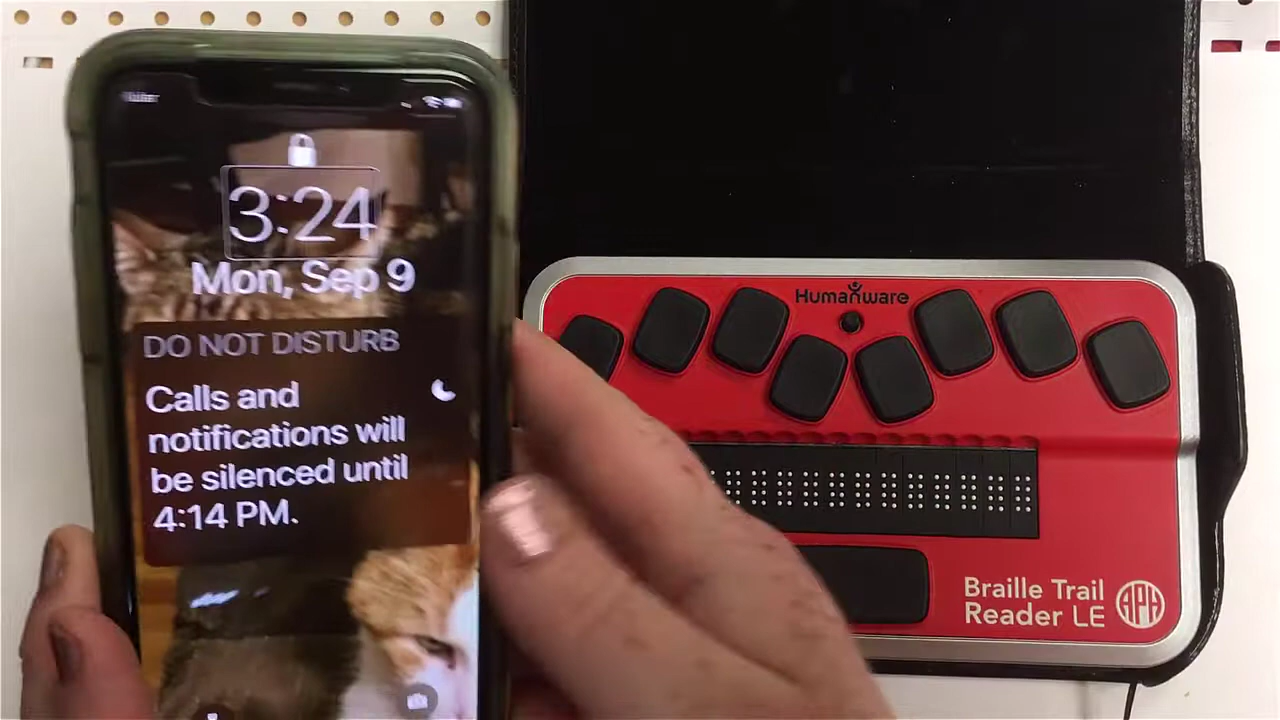 3:24
Mon, Sep 9
DO NOT DISTURB
Calls and
notifications will
be silenced until
4:14 PM.
HumanWare
Braille Trail
Reader LE
APH